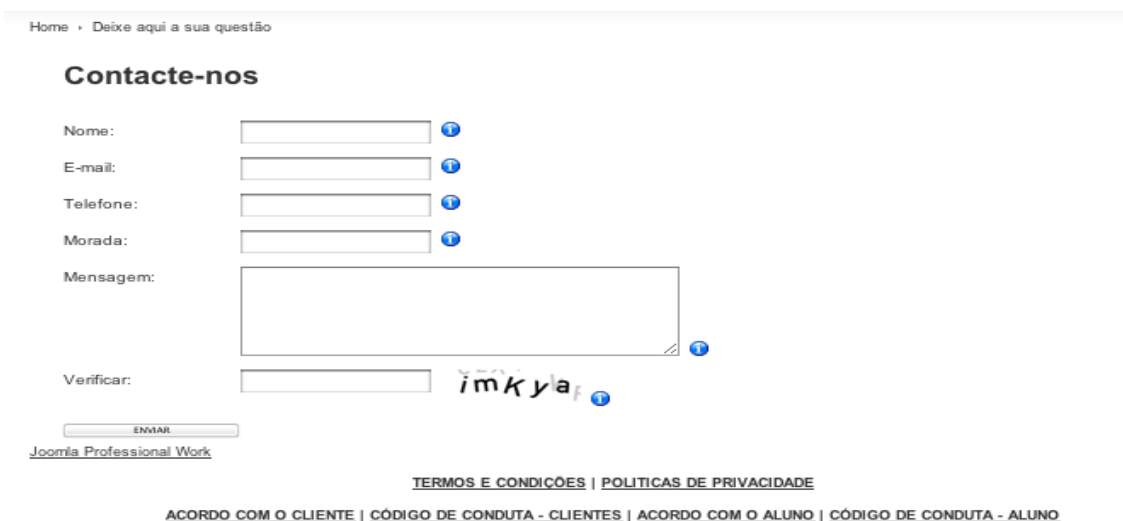 Home › Deixe aqui a sua questão
Contacte-nos
Nome:
E-mail:
Telefone:
Morada:
Mensagem:
Verificar: imKya
ENVIAR
Joomla Professional Work
TERMOS E CONDIÇÕES | POLITICAS DE PRIVACIDADE
ACORDO COM O CLIENTE | CÓDIGO DE CONDUTA - CLIENTES | ACORDO COM O ALUNO | CÓDIGO DE CONDUTA - ALUNO